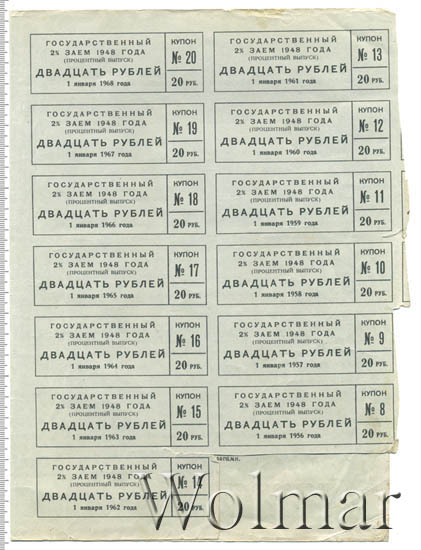 ГОСУДАРСТВЕННЫЙ
2% ЗАЕМ 1948 ГОДА
(ПРОЦЕНТНЫЙ ВЫПУСК)
ДВАДЦАТЬ РУБЛЕЙ
1 января 1968 года
КУПОН
№ 20
20 РУБ.
ГОСУДАРСТВЕННЫЙ
2% ЗАЕМ 1948 ГОДА
(ПРОЦЕНТНЫЙ ВЫПУСК)
ДВАДЦАТЬ РУБЛЕЙ
1 января 1961 года
КУПОН
№ 13
20 РУБ.
ГОСУДАРСТВЕННЫЙ
2% ЗАЕМ 1948 ГОДА
(ПРОЦЕНТНЫЙ ВЫПУСК)
ДВАДЦАТЬ РУБЛЕЙ
1 января 1967 года
КУПОН
№ 19
20 РУБ.
ГОСУДАРСТВЕННЫЙ
2% ЗАЕМ 1948 ГОДА
(ПРОЦЕНТНЫЙ ВЫПУСК)
ДВАДЦАТЬ РУБЛЕЙ
1 января 1960 года
КУПОН
№ 12
20 РУБ.
ГОСУДАРСТВЕННЫЙ
2% ЗАЕМ 1948 ГОДА
(ПРОЦЕНТНЫЙ ВЫПУСК)
ДВАДЦАТЬ РУБЛЕЙ
1 января 1966 года
КУПОН
№ 18
20 РУБ.
ГОСУДАРСТВЕННЫЙ
2% ЗАЕМ 1948 ГОДА
(ПРОЦЕНТНЫЙ ВЫПУСК)
ДВАДЦАТЬ РУБЛЕЙ
1 января 1959 года
КУПОН
№ 11
20 РУБ.
ГОСУДАРСТВЕННЫЙ
2% ЗАЕМ 1948 ГОДА
(ПРОЦЕНТНЫЙ ВЫПУСК)
ДВАДЦАТЬ РУБЛЕЙ
1 января 1965 года
КУПОН
№ 17
20 РУБ.
ГОСУДАРСТВЕННЫЙ
2% ЗАЕМ 1948 ГОДА
(ПРОЦЕНТНЫЙ ВЫПУСК)
ДВАДЦАТЬ РУБЛЕЙ
1 января 1958 года
КУПОН
№ 10
20 РУБ.
ГОСУДАРСТВЕННЫЙ
2% ЗАЕМ 1948 ГОДА
(ПРОЦЕНТНЫЙ ВЫПУСК)
ДВАДЦАТЬ РУБЛЕЙ
1 января 1964 года
КУПОН
№ 16
20 РУБ.
ГОСУДАРСТВЕННЫЙ
2% ЗАЕМ 1948 ГОДА
(ПРОЦЕНТНЫЙ ВЫПУСК)
ДВАДЦАТЬ РУБЛЕЙ
1 января 1957 года
КУПОН
№ 9
20 РУБ.
ГОСУДАРСТВЕННЫЙ
2% ЗАЕМ 1948 ГОДА
(ПРОЦЕНТНЫЙ ВЫПУСК)
ДВАДЦАТЬ РУБЛЕЙ
1 января 1963 года
КУПОН
№ 15
20 РУБ.
ГОСУДАРСТВЕННЫЙ
2% ЗАЕМ 1948 ГОДА
(ПРОЦЕНТНЫЙ ВЫПУСК)
ДВАДЦАТЬ РУБЛЕЙ
1 января 1956 года
КУПОН
№ 8
20 РУБ.
ГОСУДАРСТВЕННЫЙ
2% ЗАЕМ 1948 ГОДА
(ПРОЦЕНТНЫЙ ВЫПУСК)
ДВАДЦАТЬ РУБЛЕЙ
1 января 1962 года
КУПОН
№ 14
20 РУБ.
Wolmar